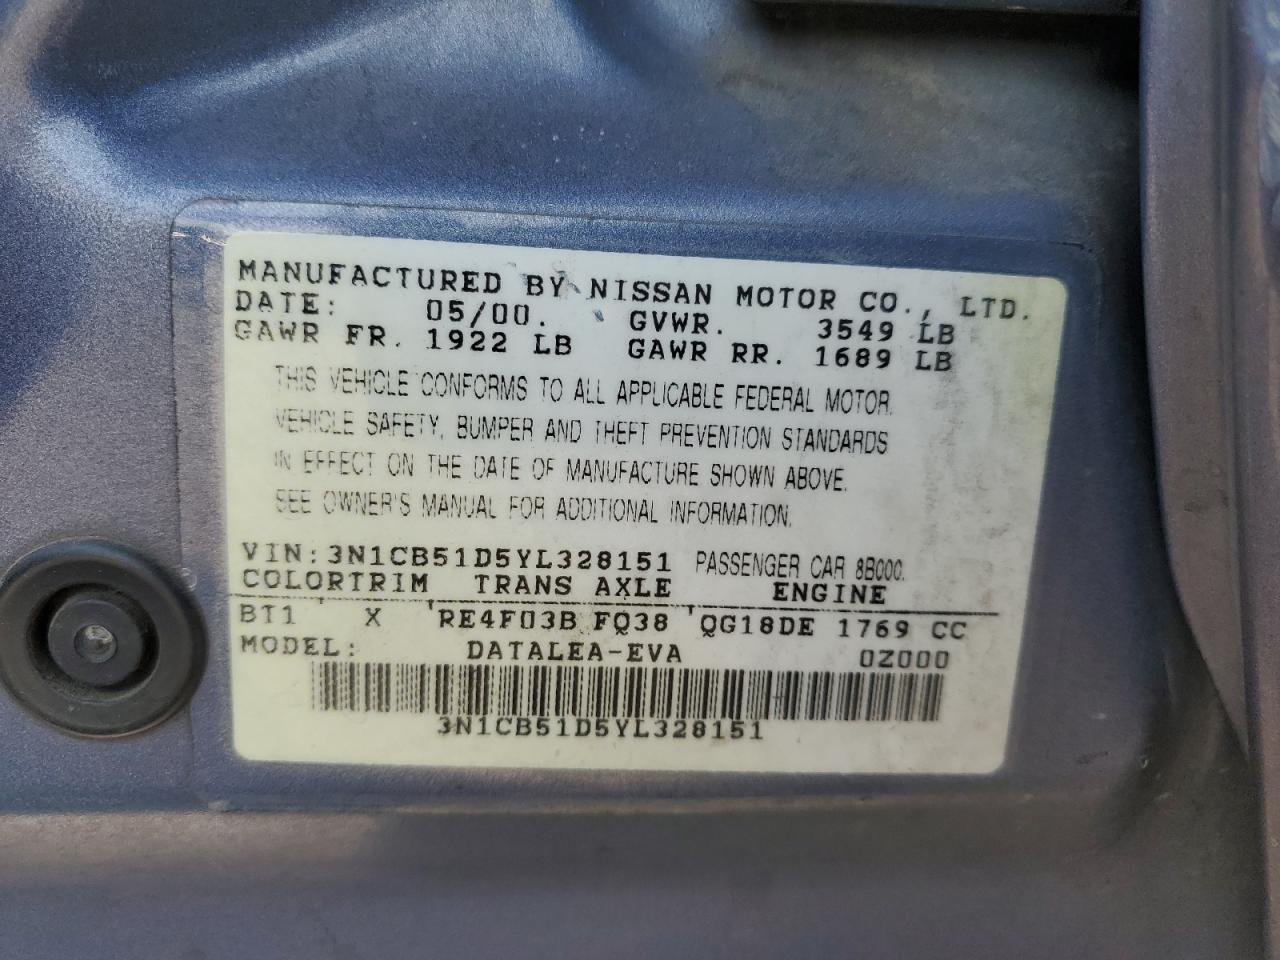 MANUFACTURED BY NISSAN MOTOR CO., LTD.
DATE: 05/00. GVWR. 3549 LB
GAWR FR. 1922 LB GAWR RR. 1689 LB
THIS VEHICLE CONFORMS TO ALL APPLICABLE FEDERAL MOTOR
VEHICLE SAFETY, BUMPER AND THEFT PREVENTION STANDARDS
IN EFFECT ON THE DATE OF MANUFACTURE SHOWN ABOVE.
SEE OWNER'S MANUAL FOR ADDITIONAL INFORMATION.
VIN:3N1CB51D5YL328151 PASSENGER CAR 8B000.
COLORTRIM TRANS AXLE ENGINE
BT1 X RE4F03B FQ38 QG18DE 1769 CC
MODEL: DATALEA-EVA 0Z000
3N1CB51D5YL328151